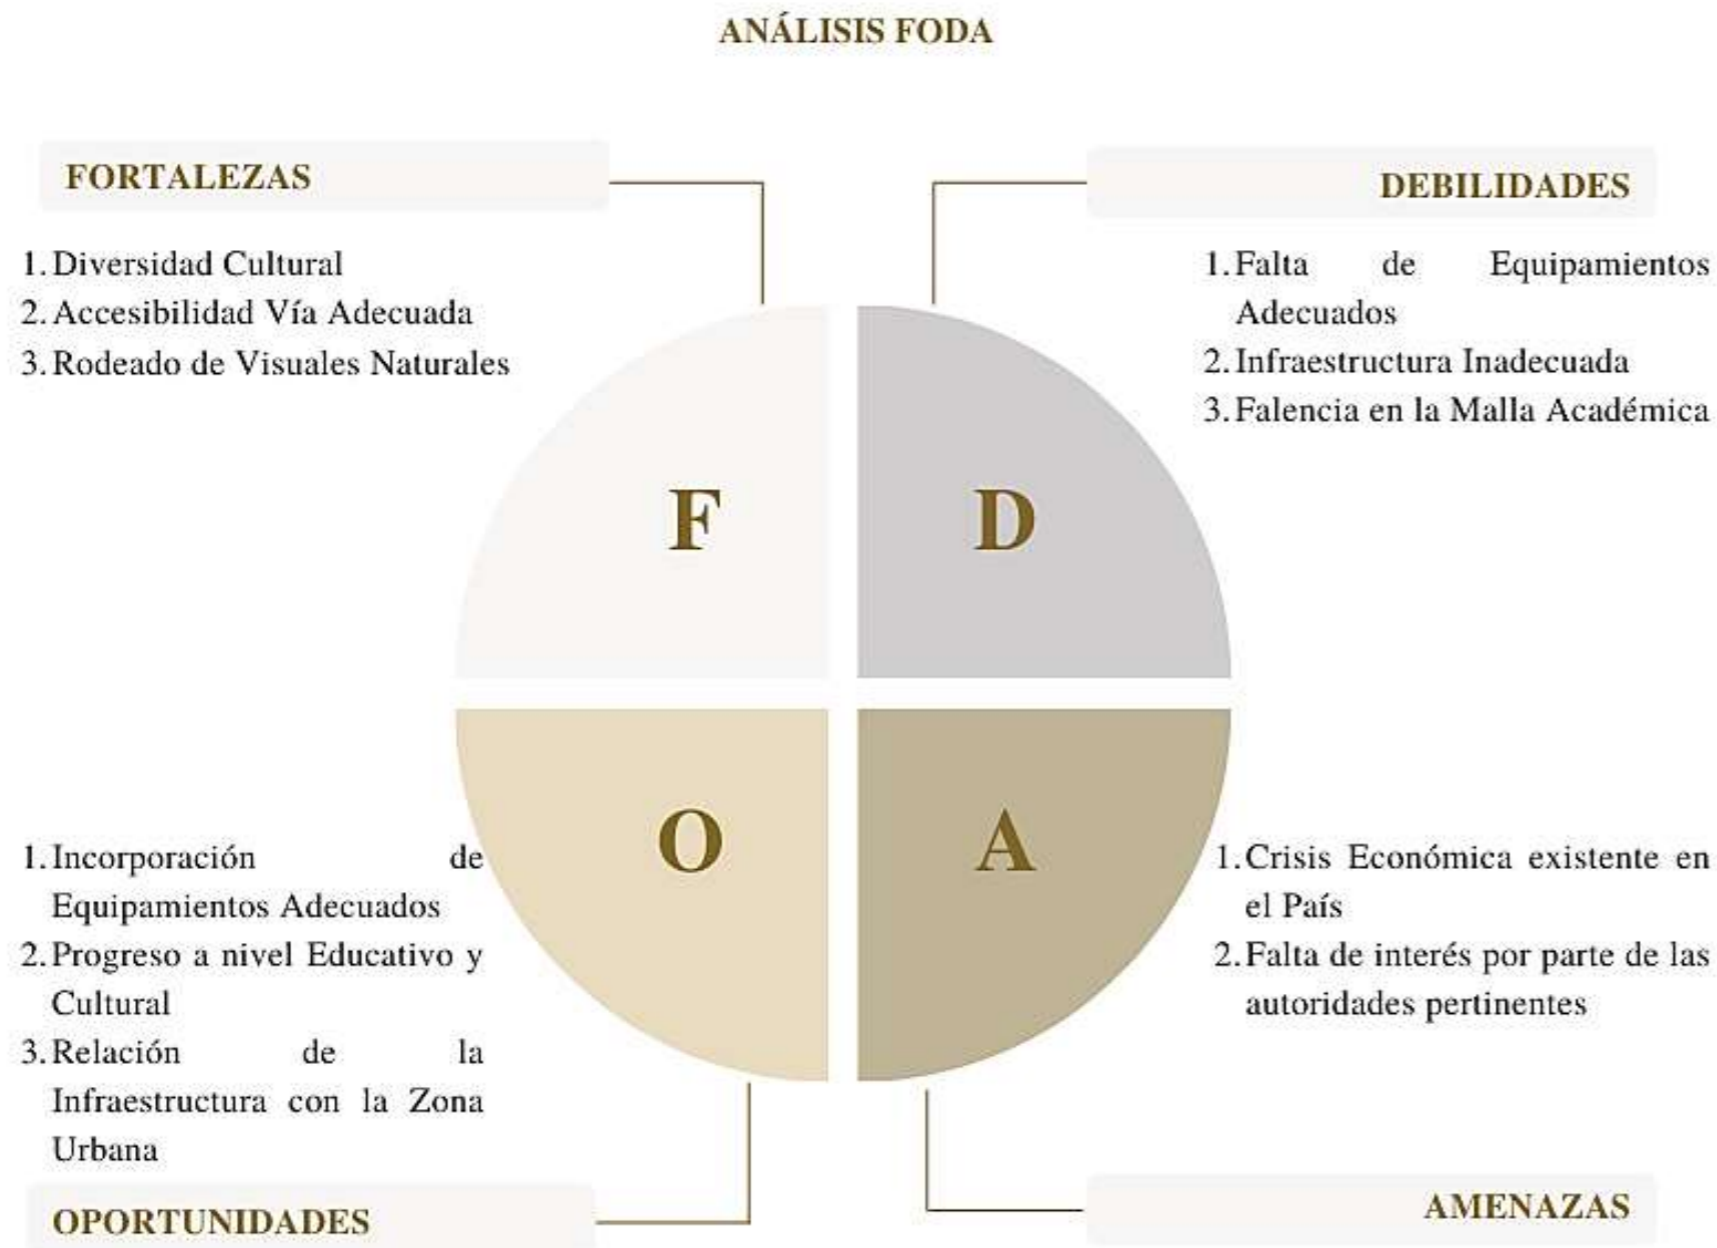 ANÁLISIS FODA
FORTALEZAS
1. Diversidad Cultural
2. Accesibilidad Vía Adecuada
3. Rodeado de Visuales Naturales
DEBILIDADES
1. Falta de Equipamientos
Adecuados
2. Infraestructura Inadecuada
3. Falencia en la Malla Académica
F
D
O
A
1. Incorporación de
Equipamientos Adecuados
2. Progreso a nivel Educativo y
Cultural
3. Relación de la
Infraestructura con la Zona
Urbana
OPORTUNIDADES
1. Crisis Económica existente en
el País
2. Falta de interés por parte de las
autoridades pertinentes
AMENAZAS